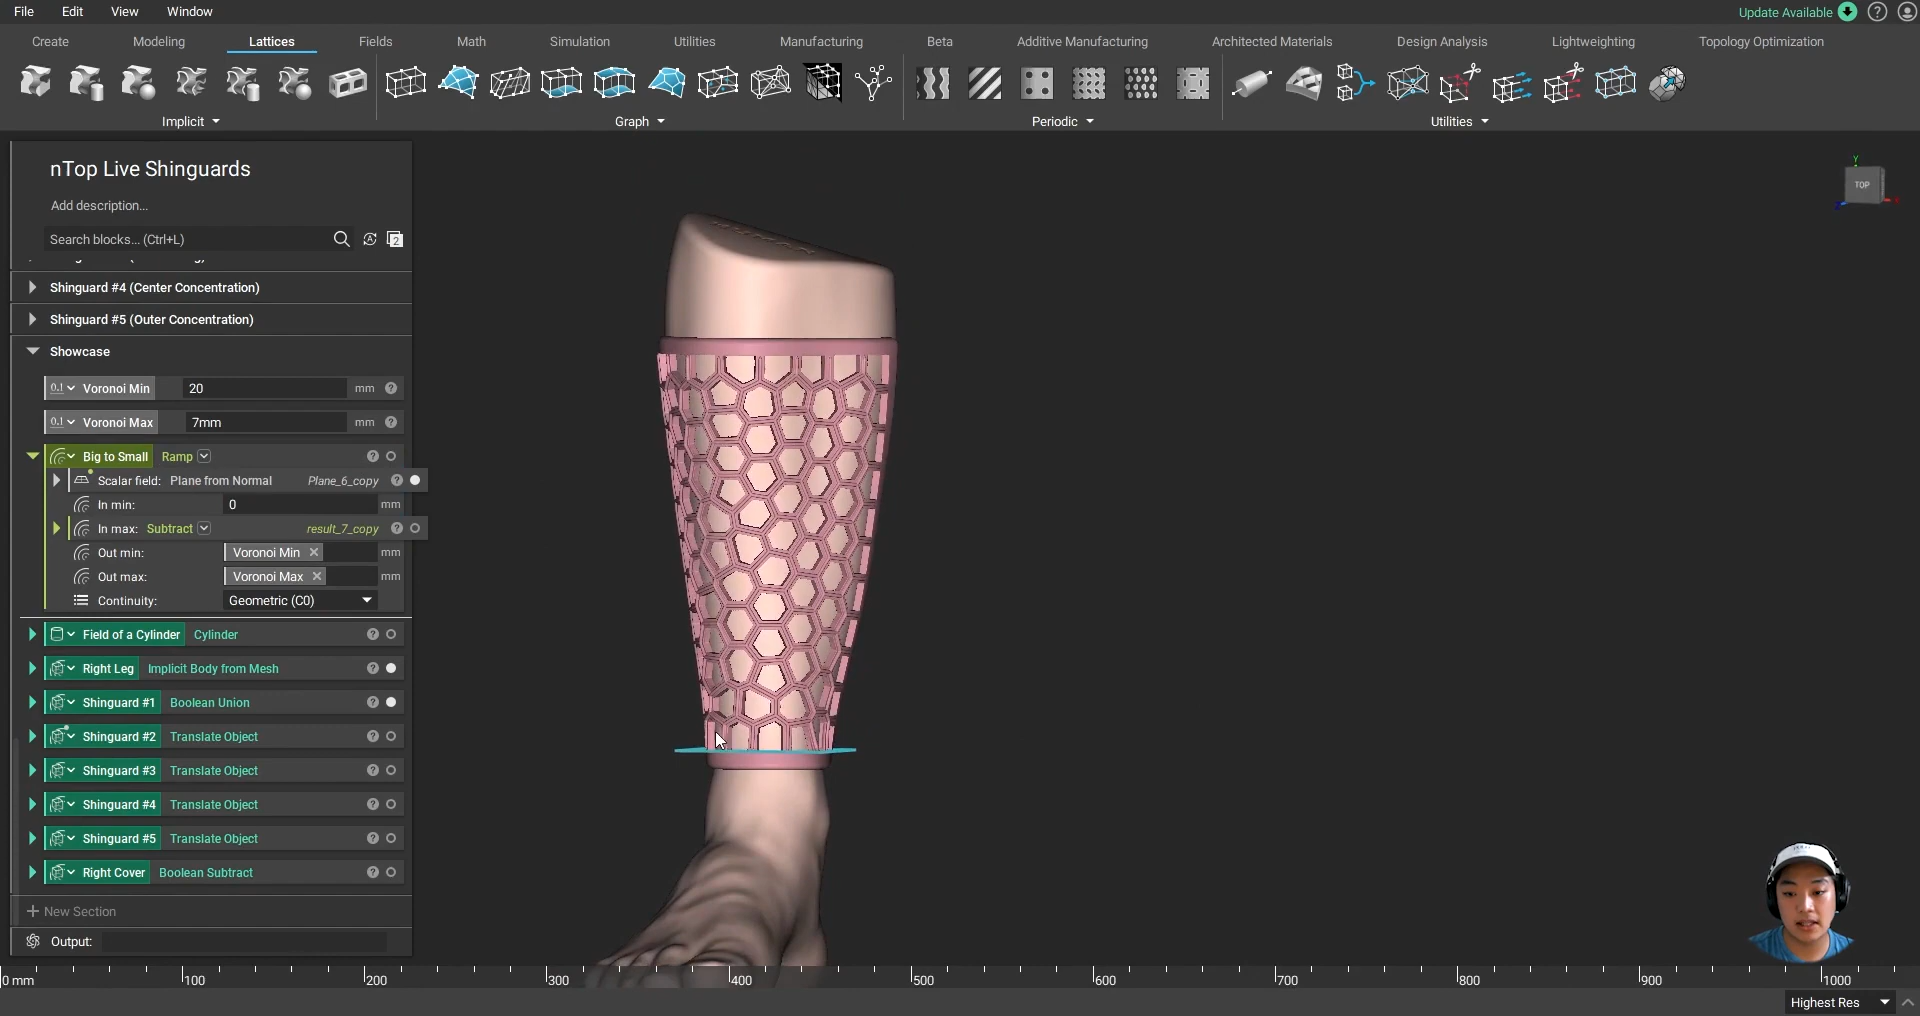 File Edit View Window Update Available
Create Modeling Lattices Fields Math Simulation Utilities Manufacturing Beta Additive Manufacturing Architected Materials Design Analysis Lightweighting Topology Optimization
Implicit Graph Periodic Utilities
nTop Live Shinguards
Add description...
Search blocks... (Ctrl+L) 2
Shinguard #4 (Center Concentration)
Shinguard #5 (Outer Concentration)
Showcase
0.1 Voronoi Min 20 mm
0.1 Voronoi Max 7mm mm
Big to Small Ramp
Scalar field: Plane from Normal Plane_6_copy
In min: 0 mm
In max: Subtract result_7_copy
Out min: Voronoi Min mm
Out max: Voronoi Max mm
Continuity: Geometric (C0)
Field of a Cylinder Cylinder
Right Leg Implicit Body from Mesh
Shinguard #1 Boolean Union
Shinguard #2 Translate Object
Shinguard #3 Translate Object
Shinguard #4 Translate Object
Shinguard #5 Translate Object
Right Cover Boolean Subtract
New Section
Output:
Y
TOP
0 mm 100 200 300 400 500 600 700 800 900 1000
Highest Res